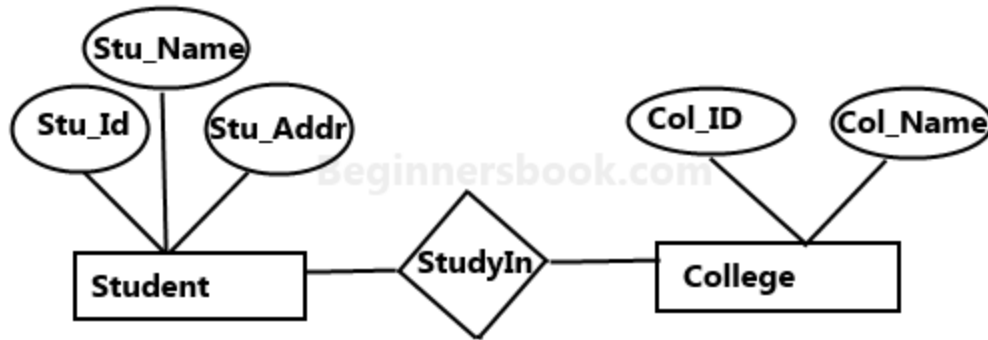 Stu_Name
Stu_Id
Stu_Addr
Col_ID
Col_Name
Beginnersbook.com
StudyIn
Student
College